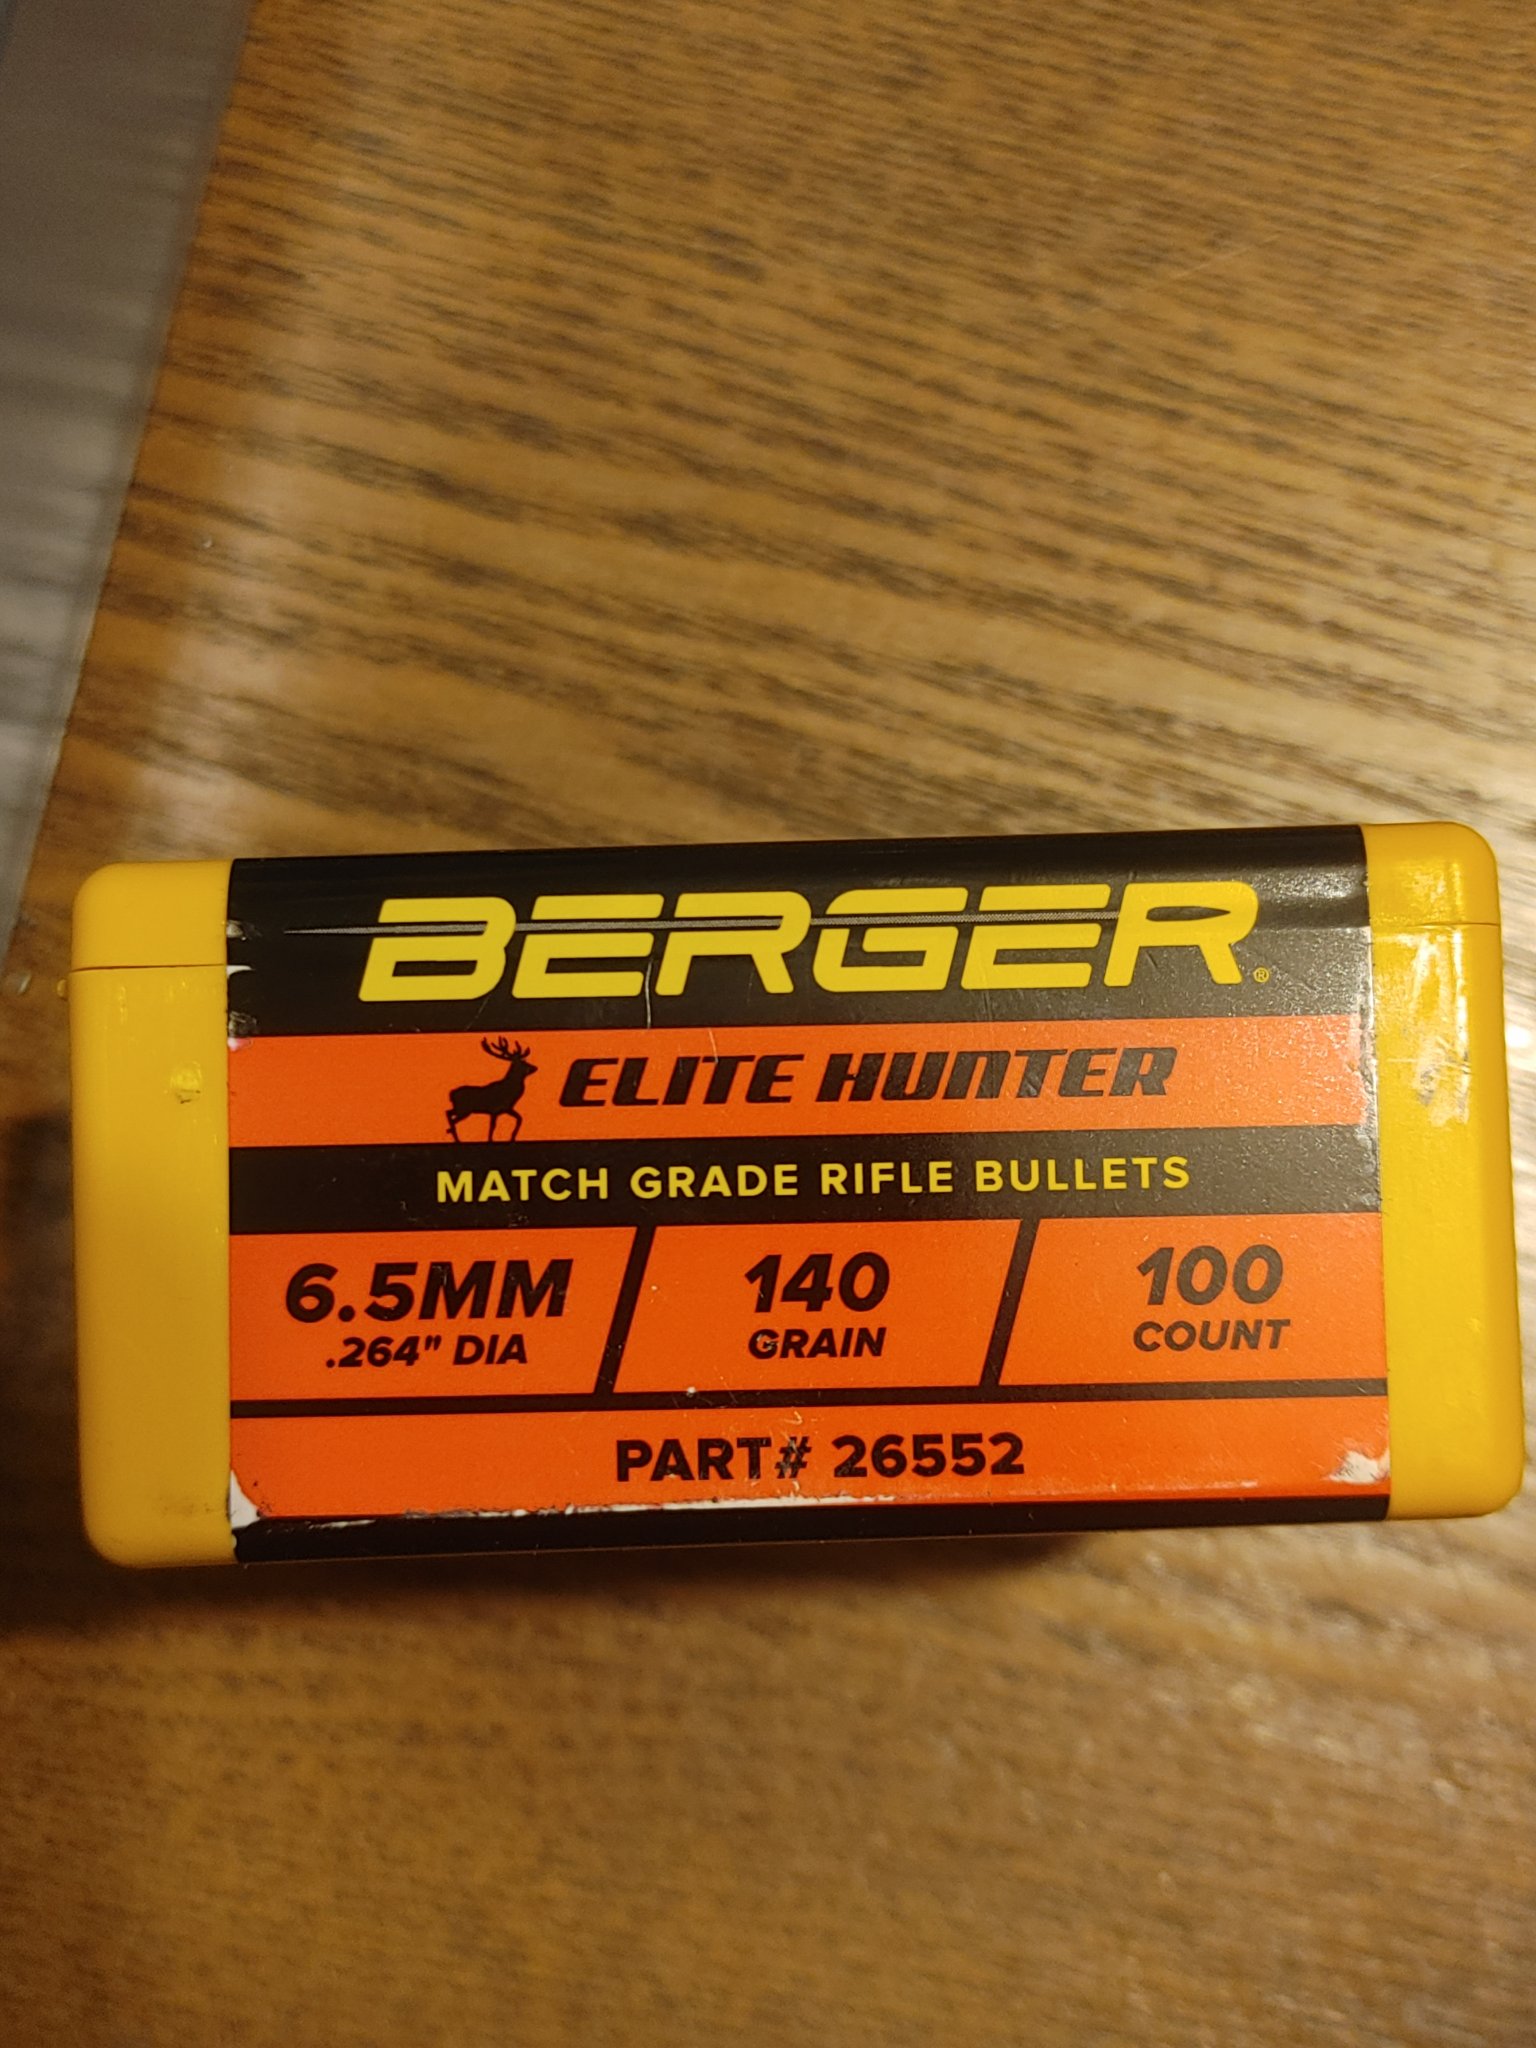 BERGER®
ELITE HUNTER
MATCH GRADE RIFLE BULLETS
6.5MM 140 100
.264" DIA GRAIN COUNT
PART# 26552